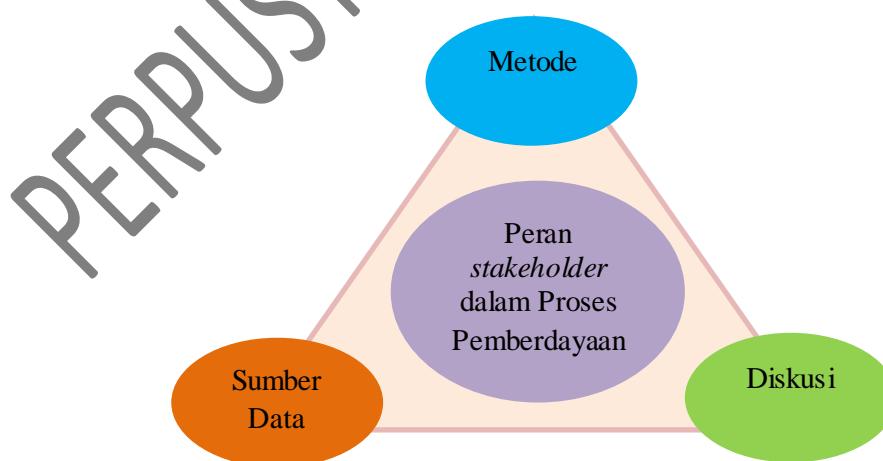 PERPUST
Metode
Peran
stakeholder
dalam Proses
Pemberdayaan
Sumber
Data
Diskusi